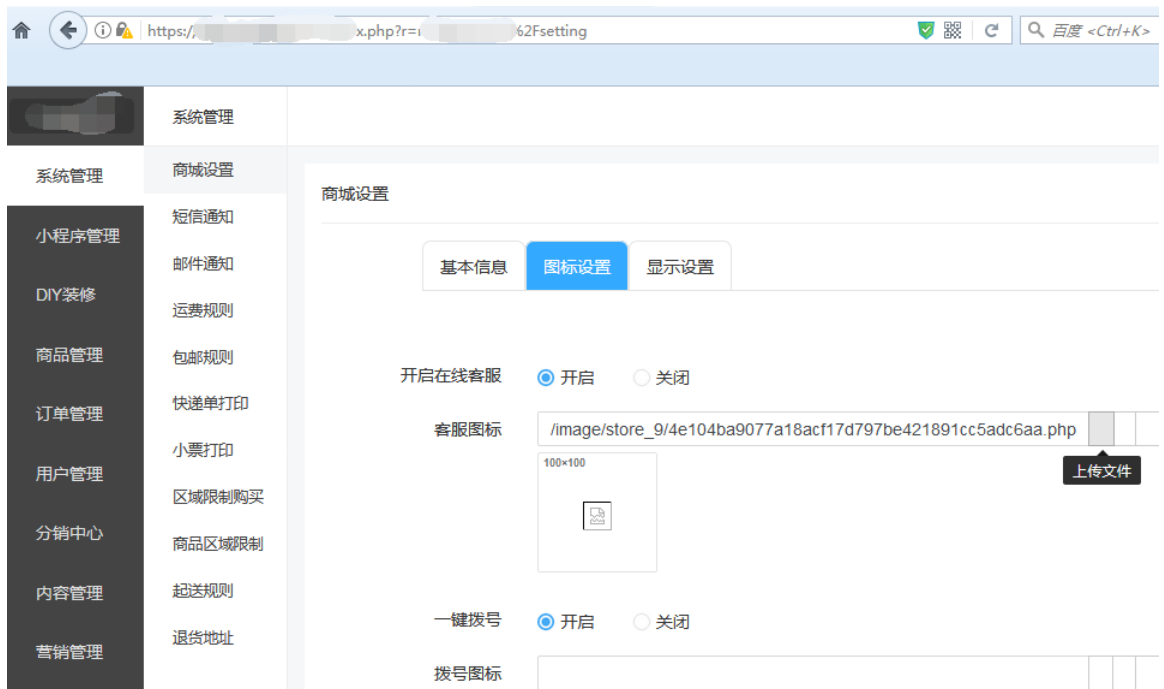 https://
x.php?r=
%2Fsetting
百度 <Ctrl+K>
系统管理
小程序管理
DIY装修
商品管理
订单管理
用户管理
分销中心
内容管理
营销管理
系统管理
商城设置
短信通知
邮件通知
运费规则
包邮规则
快递单打印
小票打印
区域限制购买
商品区域限制
起送规则
退货地址
商城设置
基本信息 图标设置 显示设置
开启在线客服 开启 关闭
客服图标 /image/store_9/4e104ba9077a18acf17d797be421891cc5adc6aa.php
上传文件
100×100
一键拨号 开启 关闭
拨号图标